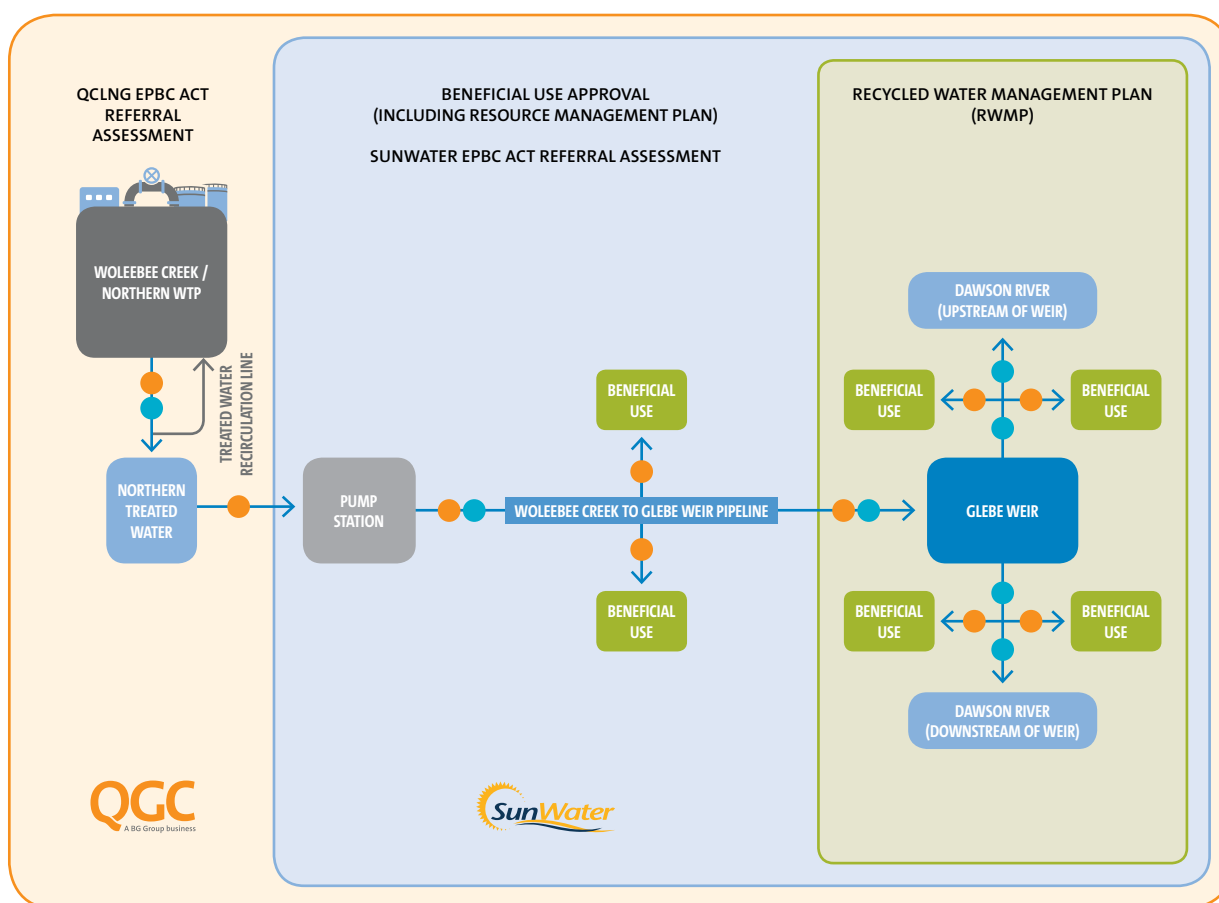 QCLNG EPBC ACT
REFERRAL
ASSESSMENT
BENEFICIAL USE APPROVAL
(INCLUDING RESOURCE MANAGEMENT PLAN)
SUNWATER EPBC ACT REFERRAL ASSESSMENT
RECYCLED WATER MANAGEMENT PLAN
(RWMP)
WOLEEBEE CREEK /
NORTHERN WTP
TREATED WATER
RECIRCULATION LINE
NORTHERN
TREATED
WATER
PUMP
STATION
BENEFICIAL
USE
WOLEEBEE CREEK TO GLEBE WEIR PIPELINE
BENEFICIAL
USE
DAWSON RIVER
(UPSTREAM OF WEIR)
BENEFICIAL
USE
BENEFICIAL
USE
GLEBE WEIR
BENEFICIAL
USE
BENEFICIAL
USE
DAWSON RIVER
(DOWNSTREAM OF WEIR)
QGC
A BG Group business
SunWater